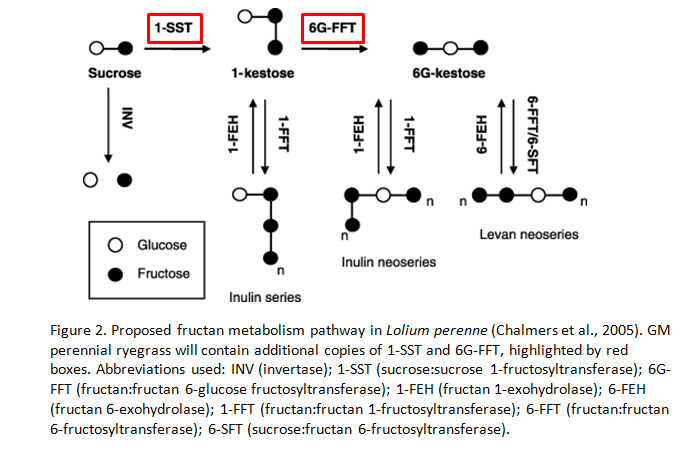 1-SST
6G-FFT
Sucrose
1-kestose
6G-kestose
INV
1-FEH
1-FFT
1-FEH
1-FFT
6-FEH
6-FFT/6-SFT
n
n
n
n
n
Glucose
Fructose
Inulin series
Inulin neoseries
Levan neoseries
Figure 2. Proposed fructan metabolism pathway in Lolium perenne (Chalmers et al., 2005). GM
perennial ryegrass will contain additional copies of 1-SST and 6G-FFT, highlighted by red
boxes. Abbreviations used: INV (invertase); 1-SST (sucrose:sucrose 1-fructosyltransferase); 6G-
FFT (fructan:fructan 6-glucose fructosyltransferase); 1-FEH (fructan 1-exohydrolase); 6-FEH
(fructan 6-exohydrolase); 1-FFT (fructan:fructan 1-fructosyltransferase); 6-FFT (fructan:fructan
6-fructosyltransferase); 6-SFT (sucrose:fructan 6-fructosyltransferase).